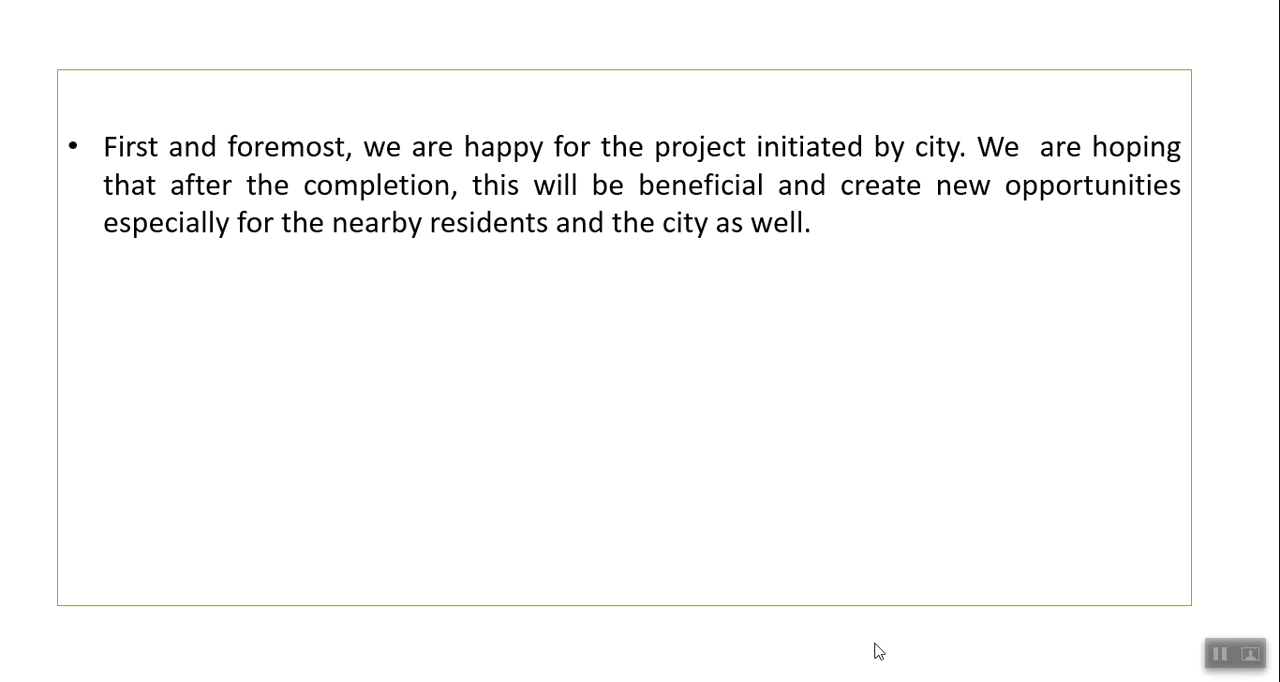 • First and foremost, we are happy for the project initiated by city. We  are hoping
that after the completion, this will be beneficial and create new opportunities
especially for the nearby residents and the city as well.